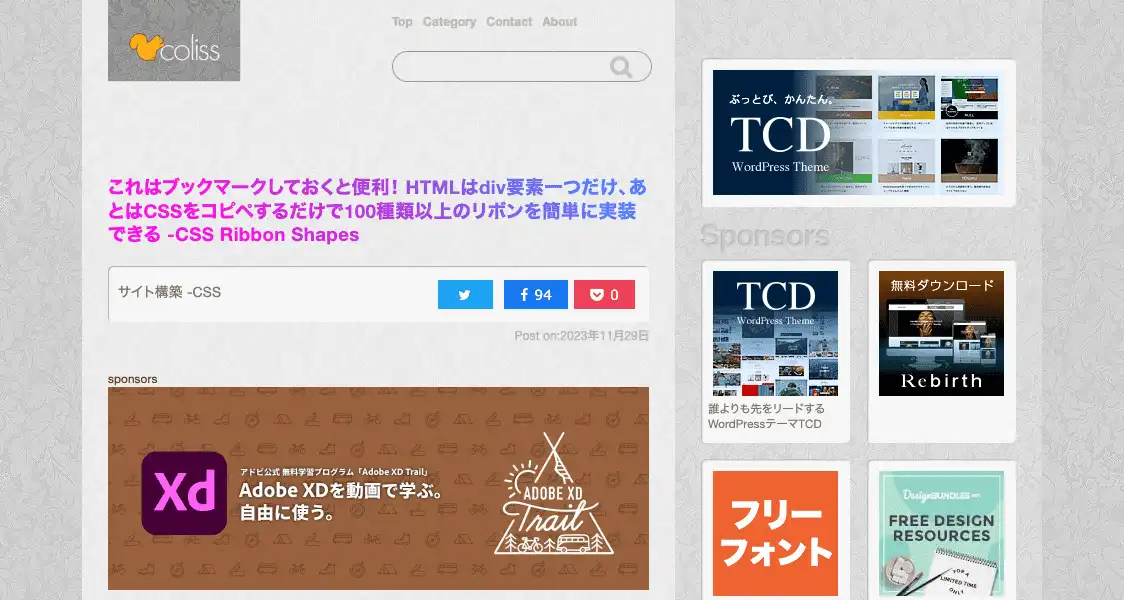 coliss
Top Category Contact About
これはブックマークしておくと便利! HTMLはdiv要素一つだけ、あ
とはCSSをコピペするだけで100種類以上のリボンを簡単に実装
できる -CSS Ribbon Shapes
サイト構築 -CSS
94
0
Post on:2023年11月29日
sponsors
Xd
アドビ公式 無料学習プログラム「Adobe XD Trail」
Adobe XDを動画で学ぶ。
自由に使う。
ADOBE XD
Trail
ぶっとび、かんたん。
TCD
WordPress Theme
Sponsors
TCD
WordPress Theme
誰よりも先をリードする
WordPressテーマTCD
無料ダウンロード
Rebirth
フリー
フォント
DesignBUNDLES.net
FREE DESIGN
RESOURCES
LIMITED TIME
ONLY